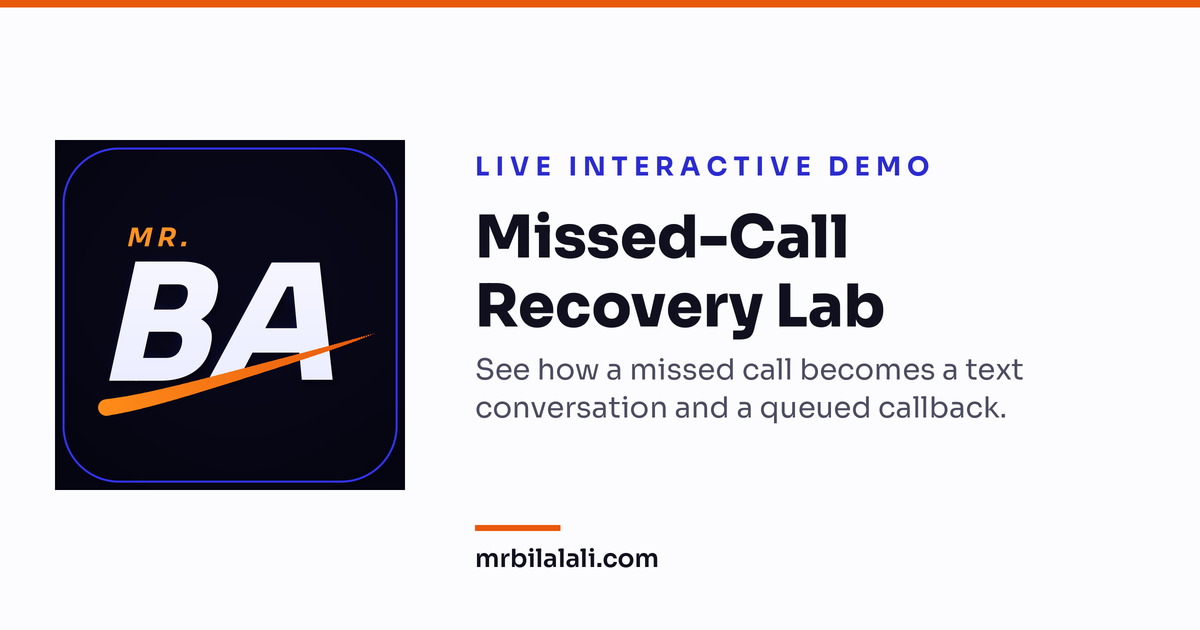 MR.
BA
LIVE INTERACTIVE DEMO
Missed-Call
Recovery Lab
See how a missed call becomes a text
conversation and a queued callback.
mrbilalali.com